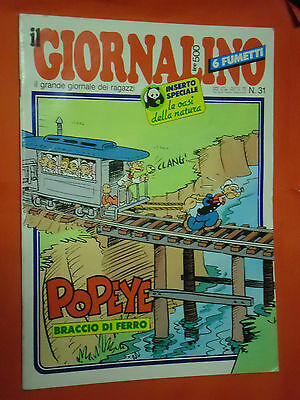 il GIORNALINO
il grande giornale dei ragazzi
lire 500
6 FUMETTI
N. 31
INSERTO
SPECIALE
le oasi
della natura
CLANG!
POPEYE
BRACCIO DI FERRO